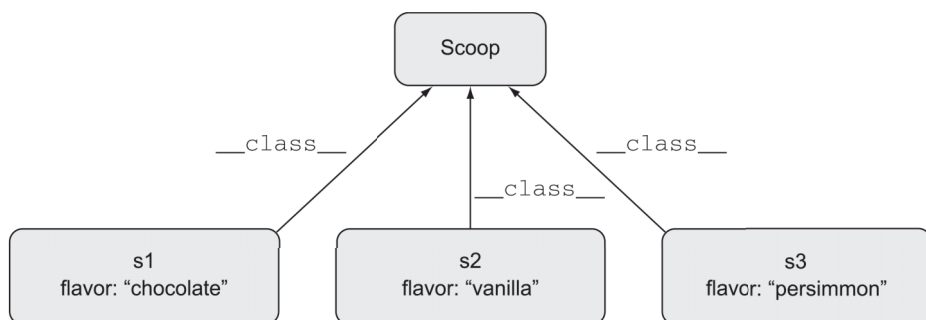 Scoop
__class__
__class__
__class__
s1
flavor: “chocolate”
s2
flavor: “vanilla”
s3
flavor: “persimmon”